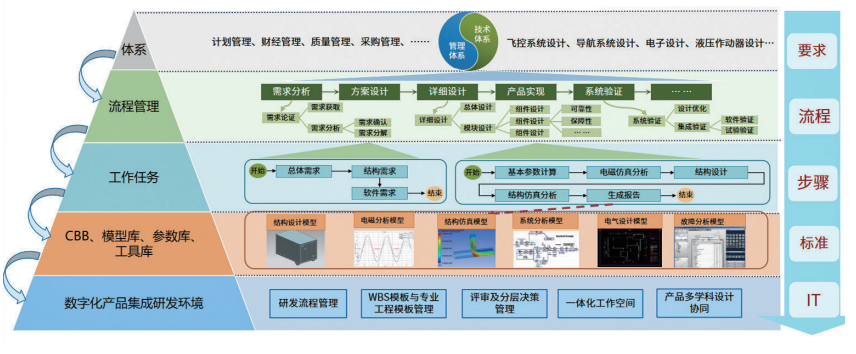 体系
计划管理、财经管理、质量管理、采购管理、……
管理
体系
技术
体系
飞控系统设计、导航系统设计、电子设计、液压作动器设计…
要求
流程管理
需求分析
方案设计
详细设计
产品实现
系统验证
… …
需求论证
需求获取
需求分析
需求确认
需求分解
详细设计
总体设计
模块设计
组件设计
组件设计
组件设计
可靠性
保障性
… …
系统验证
设计优化
集成验证
软件验证
试验验证
流程
工作任务
开始
总体需求
结构需求
软件需求
结束
开始
基本参数计算
电磁仿真分析
结构设计
结构仿真分析
生成报告
结束
步骤
CBB、模型库、参数库、
工具库
结构设计模型
电磁分析模型
结构仿真模型
系统分析模型
电气设计模型
故障分析模型
标准
数字化产品集成研发环境
研发流程管理
WBS模板与专业
工程模板管理
评审及分层决策
管理
一体化工作空间
产品多学科设计
协同
IT